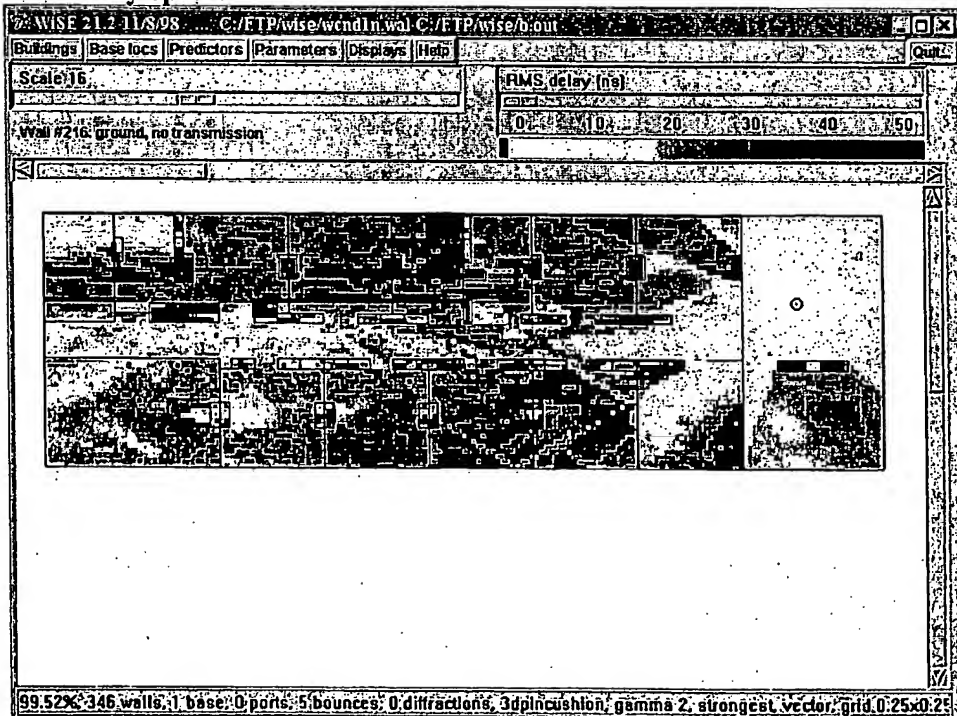 WiSE 21.2 11/8/98 C:/FTP/wise/wcnd1n.wal C:/FTP/wise/b.out
Buildings Base locs Predictors Parameters Displays Help Quit
Scale 16
RMS delay (ns)
Wall #216: ground, no transmission
0 10 20 30 40 50
99.52%, 346 walls, 1 base, 0 ports, 5 bounces, 0 diffractions, 3dpincushion, gamma 2, strongest, vector, grid 0.25x0.25